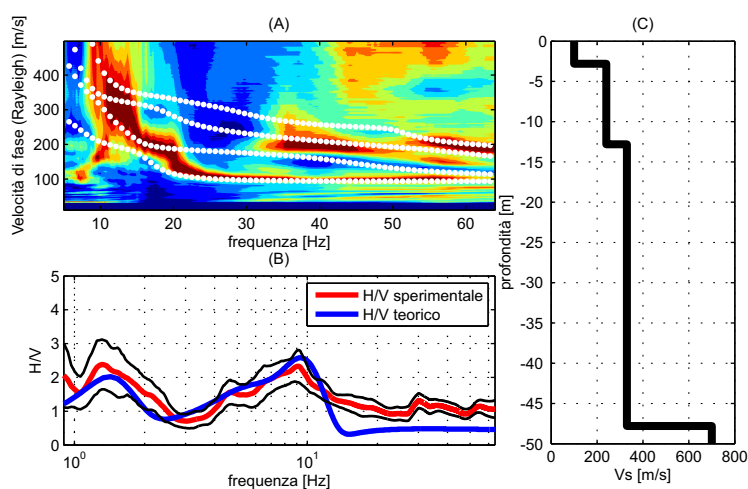 (A)
Velocità di fase (Rayleigh) [m/s]
400
300
200
100
10 20 30 40 50 60
frequenza [Hz]
(B)
H/V
5
4
3
2
1
0
H/V sperimentale
H/V teorico
10^0 10^1
frequenza [Hz]
(C)
profondità [m]
0
-5
-10
-15
-20
-25
-30
-35
-40
-45
-50
0 200 400 600 800
Vs [m/s]